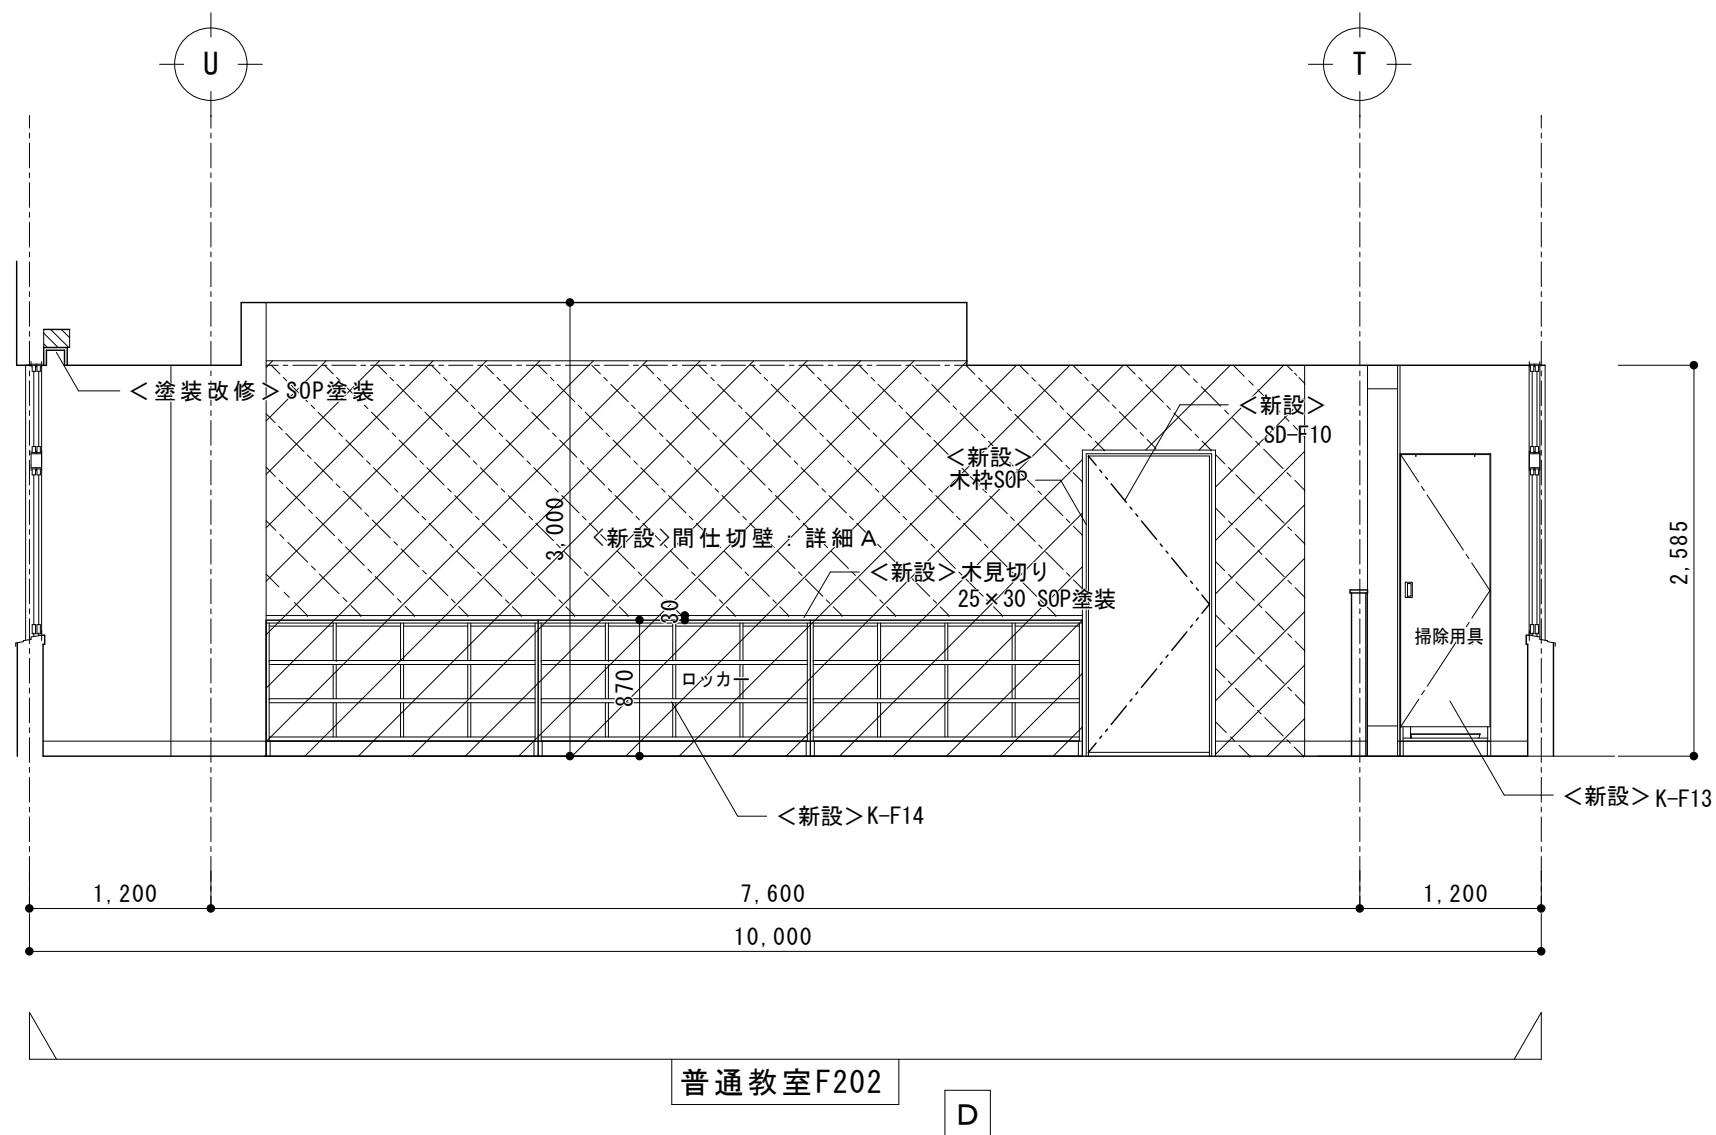 U
T
＜塗装改修＞SOP塗装
＜新設＞
SD-F10
＜新設＞
木枠SOP
3,000
＜新設＞間仕切壁：詳細A
2,585
＜新設＞木見切り
25×30 SOP塗装
30
掃除用具
870
ロッカー
＜新設＞K-F14
＜新設＞K-F13
1,200
7,600
1,200
10,000
普通教室F202
D